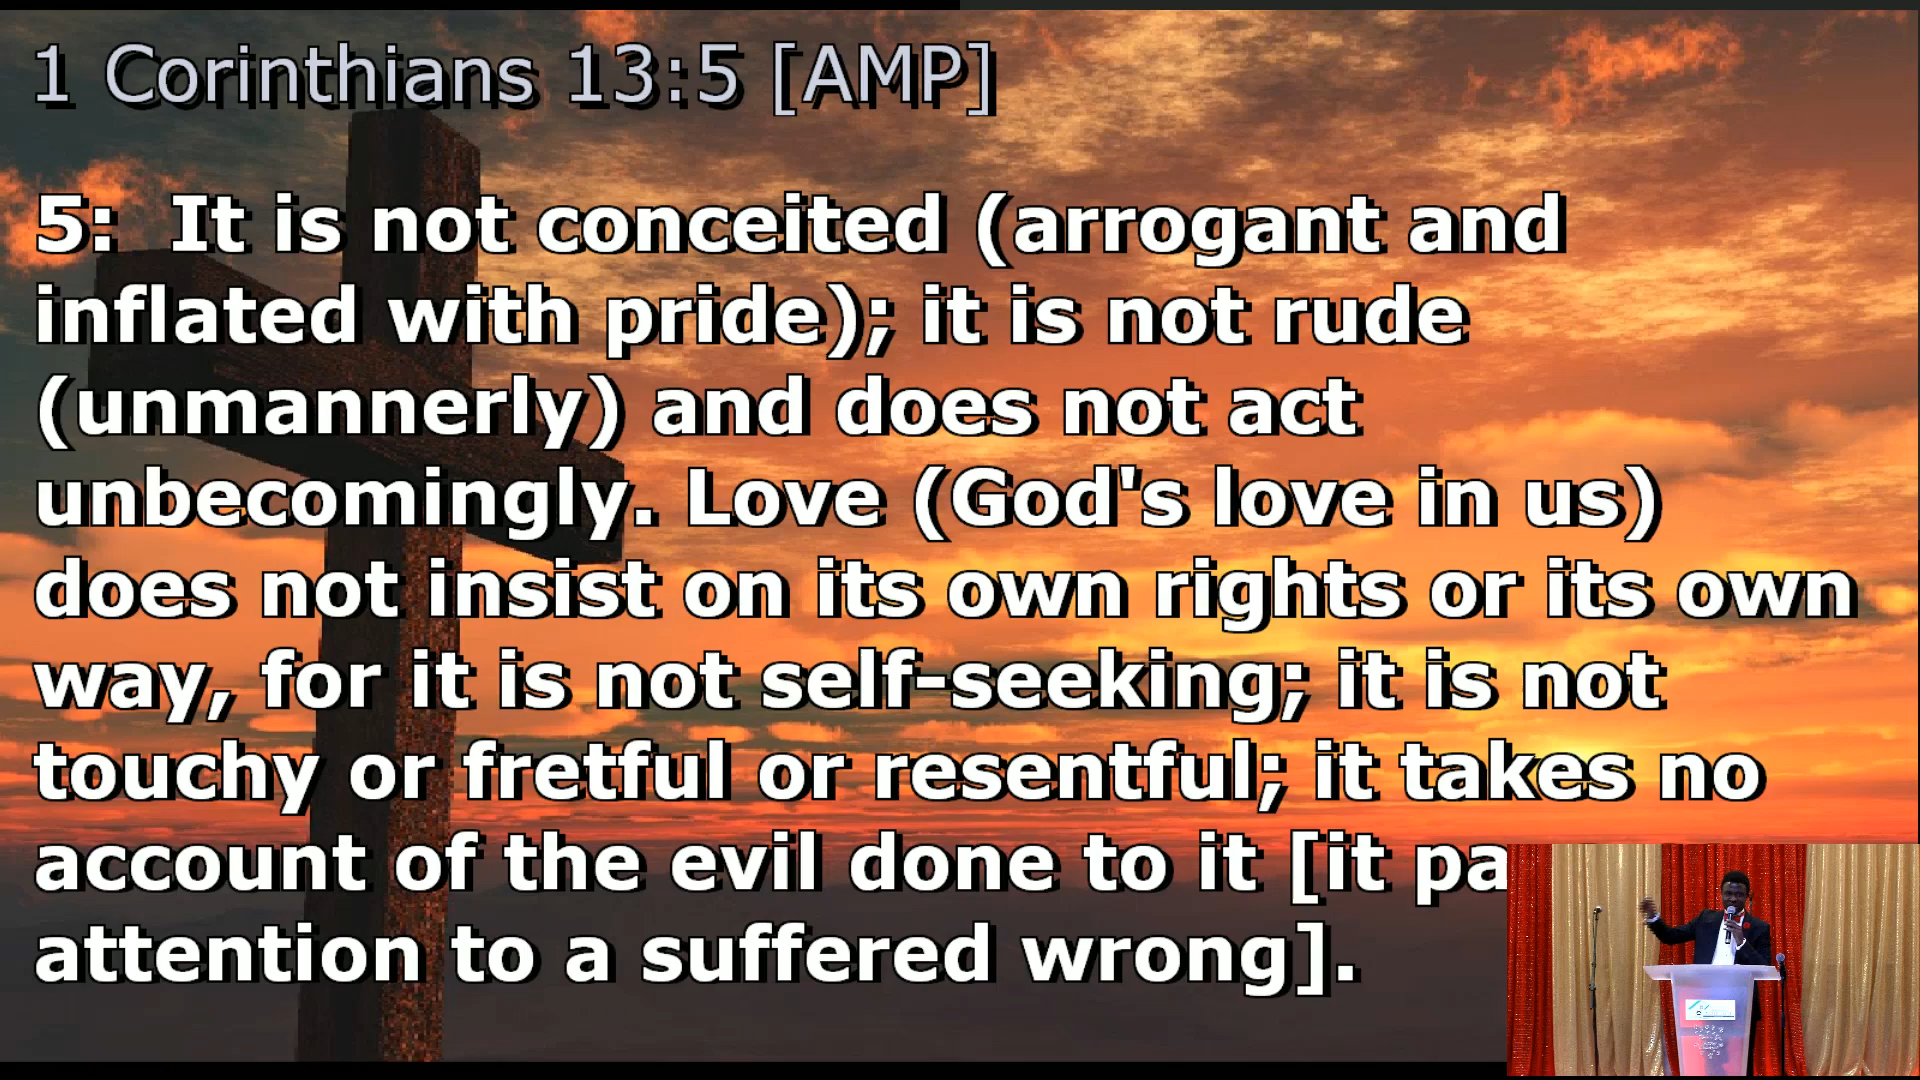 1 Corinthians 13:5 [AMP]
5: It is not conceited (arrogant and
inflated with pride); it is not rude
(unmannerly) and does not act
unbecomingly. Love (God's love in us)
does not insist on its own rights or its own
way, for it is not self-seeking; it is not
touchy or fretful or resentful; it takes no
account of the evil done to it [it pa
attention to a suffered wrong].